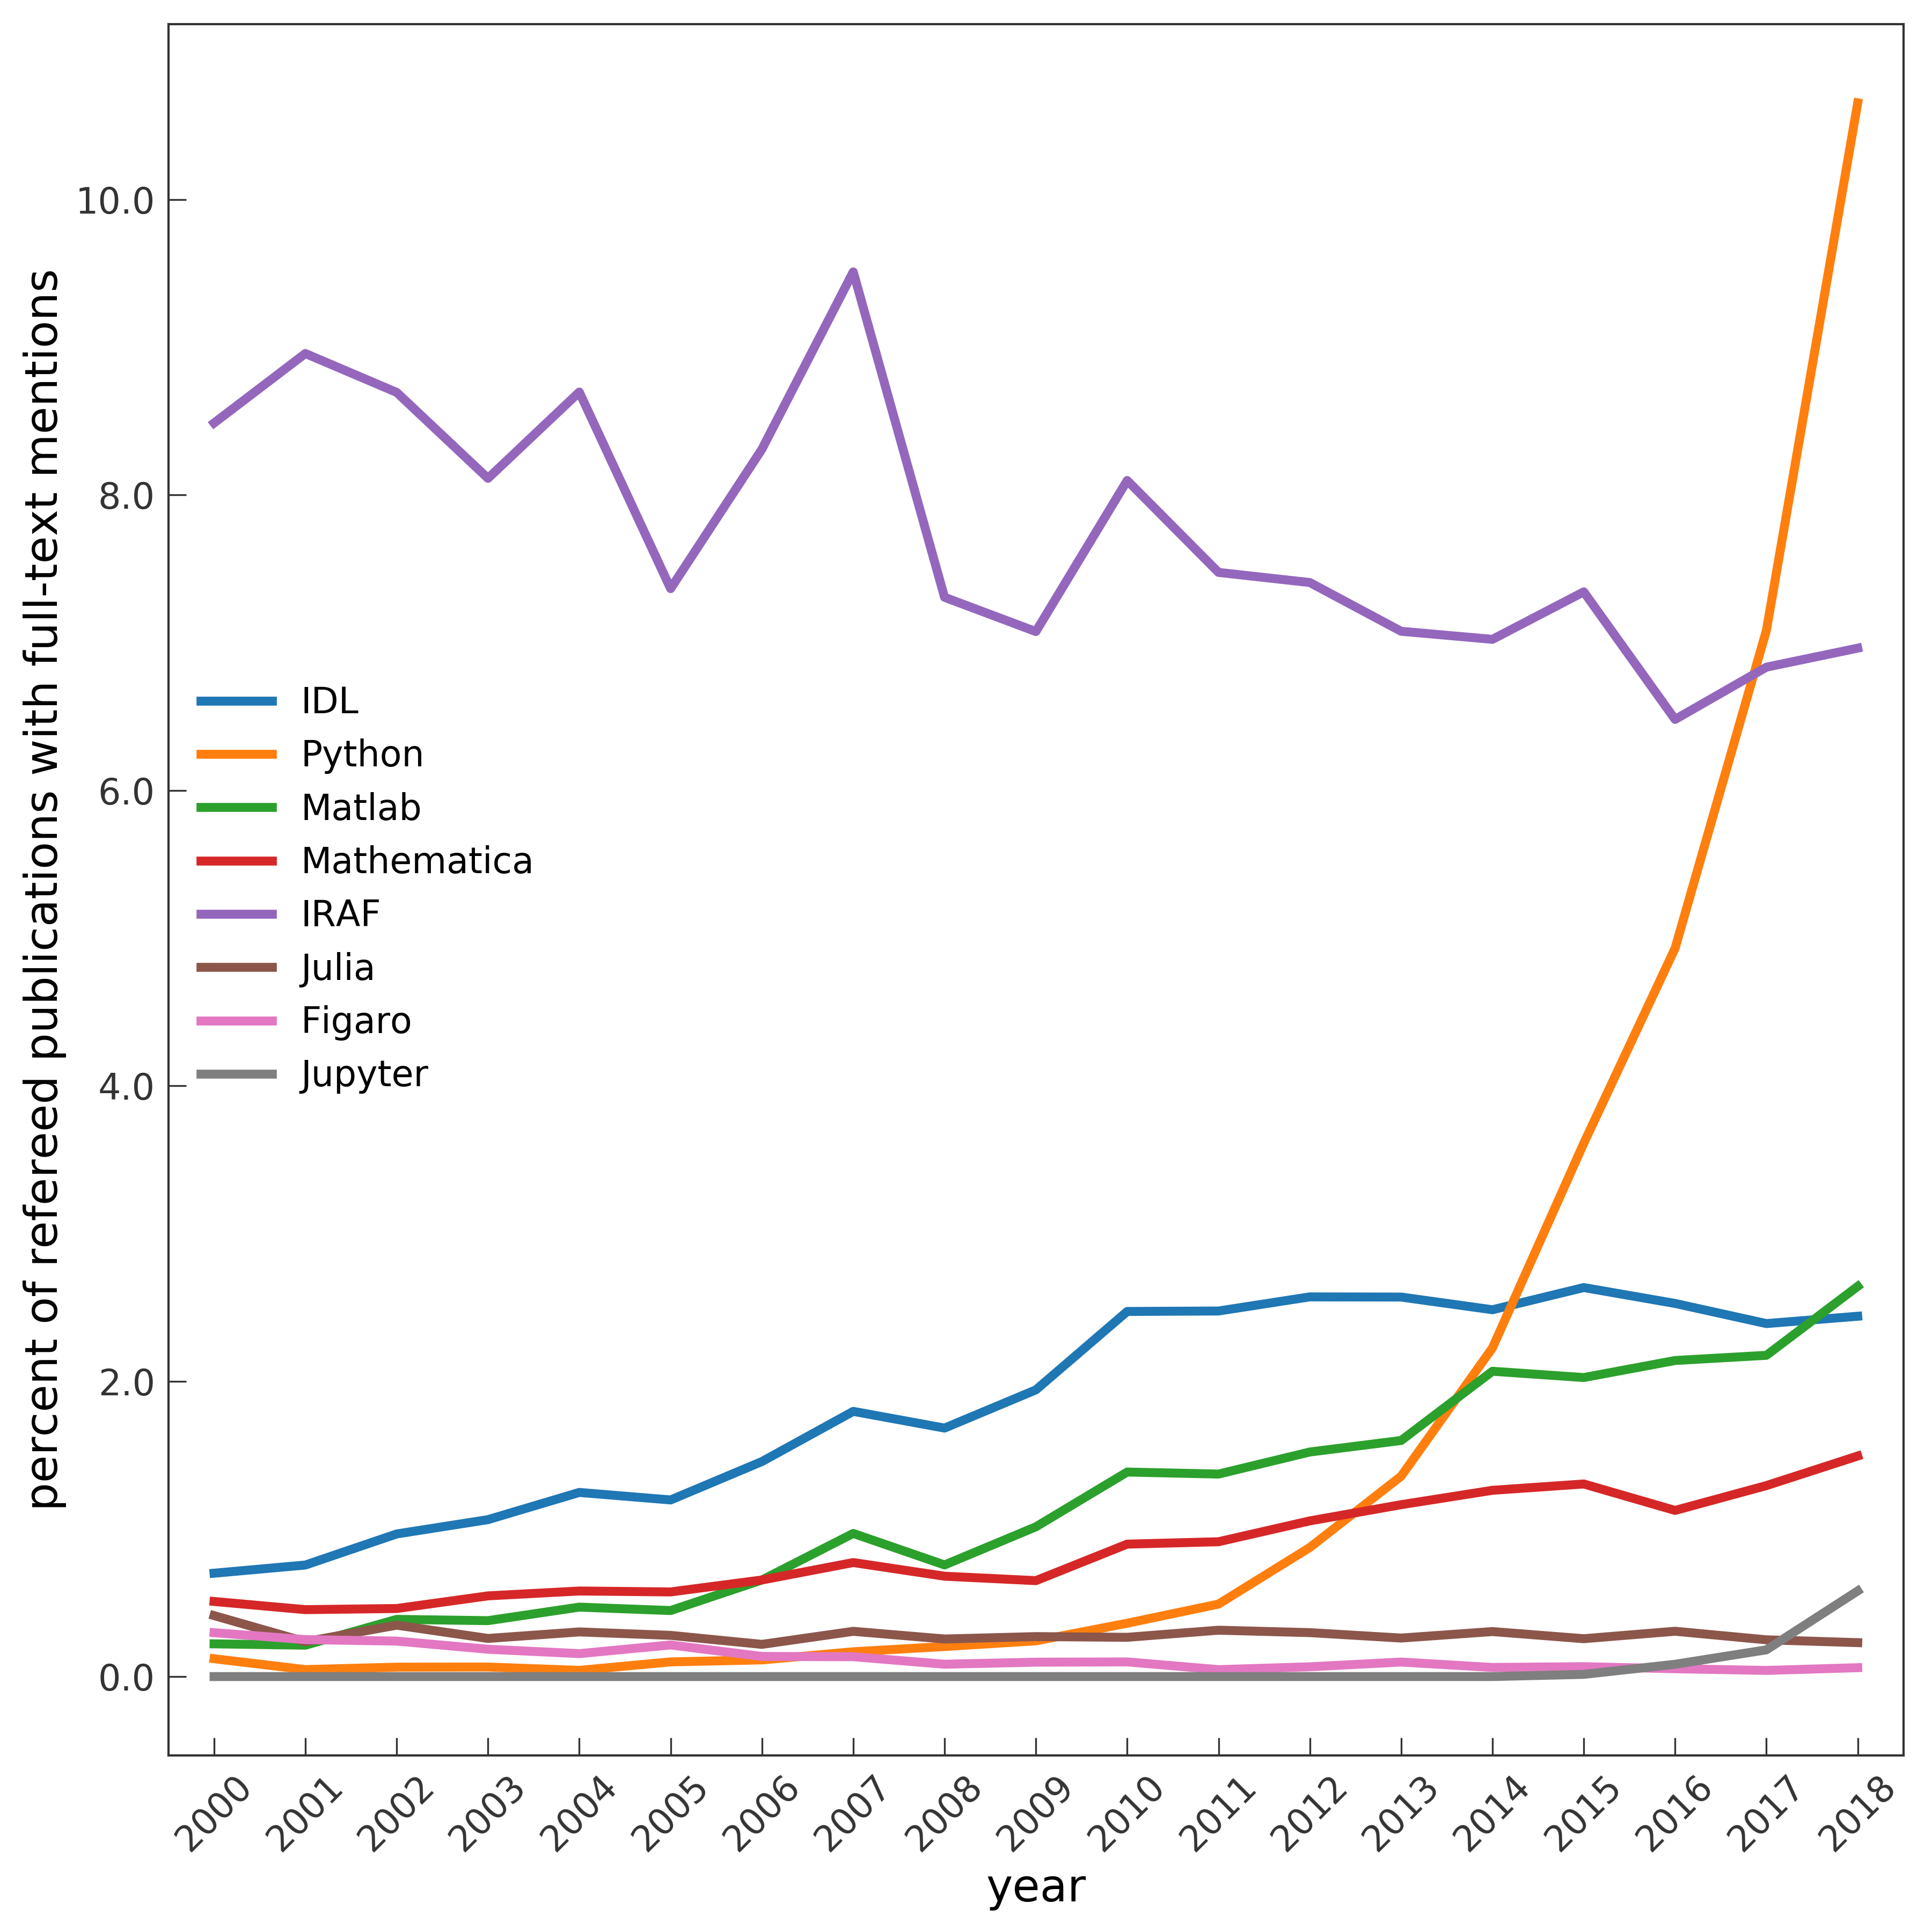 percent of refereed publications with full-text mentions
10.0
8.0
6.0
4.0
2.0
0.0
IDL
Python
Matlab
Mathematica
IRAF
Julia
Figaro
Jupyter
2000 2001 2002 2003 2004 2005 2006 2007 2008 2009 2010 2011 2012 2013 2014 2015 2016 2017 2018
year